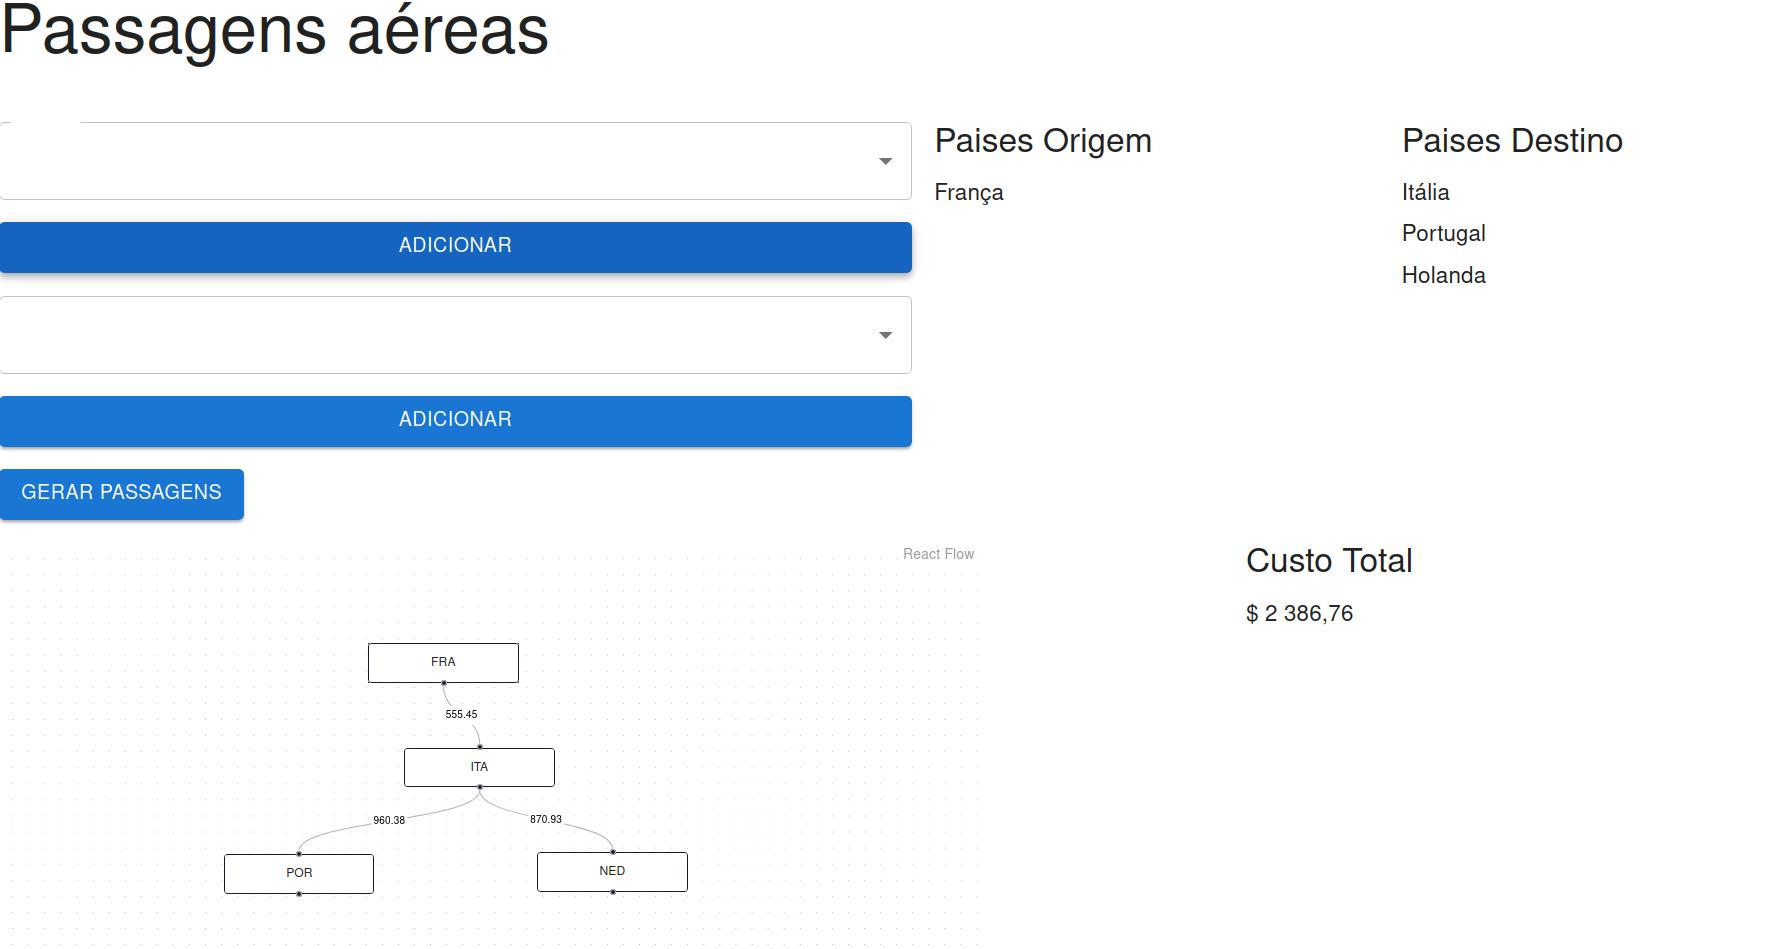 Passagens aéreas
Paises Origem
França
Paises Destino
Itália
Portugal
Holanda
ADICIONAR
ADICIONAR
GERAR PASSAGENS
React Flow
FRA
555.45
ITA
960.38
870.93
POR
NED
Custo Total
$ 2 386,76